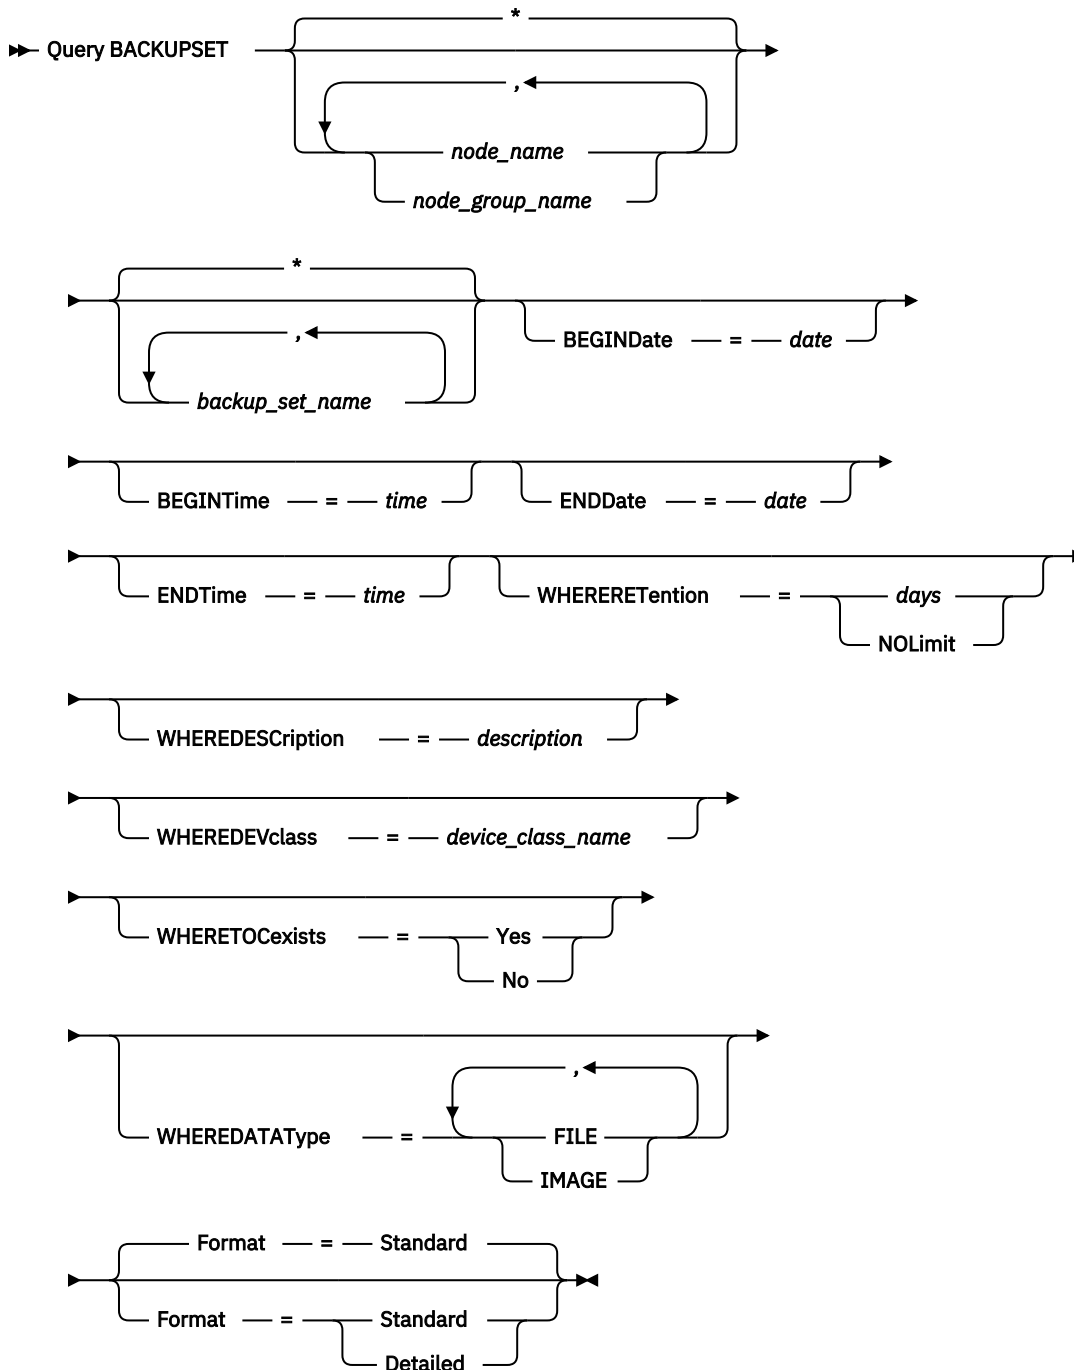 *
Query BACKUPSET
,
node_name
node_group_name
*
,
backup_set_name
BEGINDate = date
BEGINTime = time
ENDDate = date
ENDTime = time
WHERERETention = days
NOLimit
WHEREDESCription = description
WHEREDEVclass = device_class_name
WHERETOCexists = Yes
No
,
WHEREDATAType = FILE
IMAGE
Format = Standard
Format = Standard
Detailed